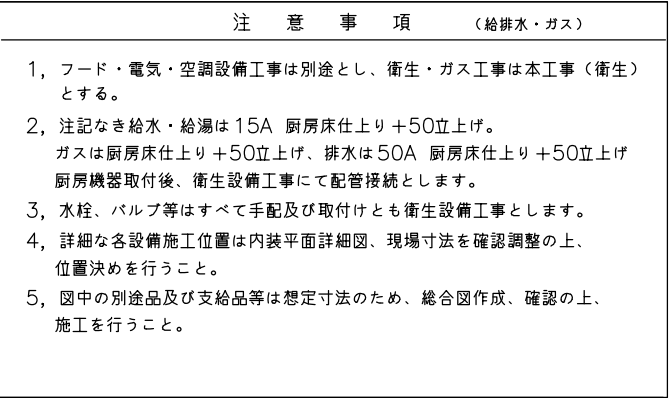 注意事項 (給排水・ガス)
1, フード・電気・空調設備工事は別途とし、衛生・ガス工事は本工事（衛生）
とする。
2, 注記なき給水・給湯は15A 厨房床仕上り＋50立上げ。
ガスは厨房床仕上り＋50立上げ、排水は50A 厨房床仕上り＋50立上げ
厨房機器取付後、衛生設備工事にて配管接続とします。
3, 水栓、バルブ等はすべて手配及び取付けとも衛生設備工事とします。
4, 詳細な各設備施工位置は内装平面詳細図、現場寸法を確認調整の上、
位置決めを行うこと。
5, 図中の別途品及び支給品等は想定寸法のため、総合図作成、確認の上、
施工を行うこと。